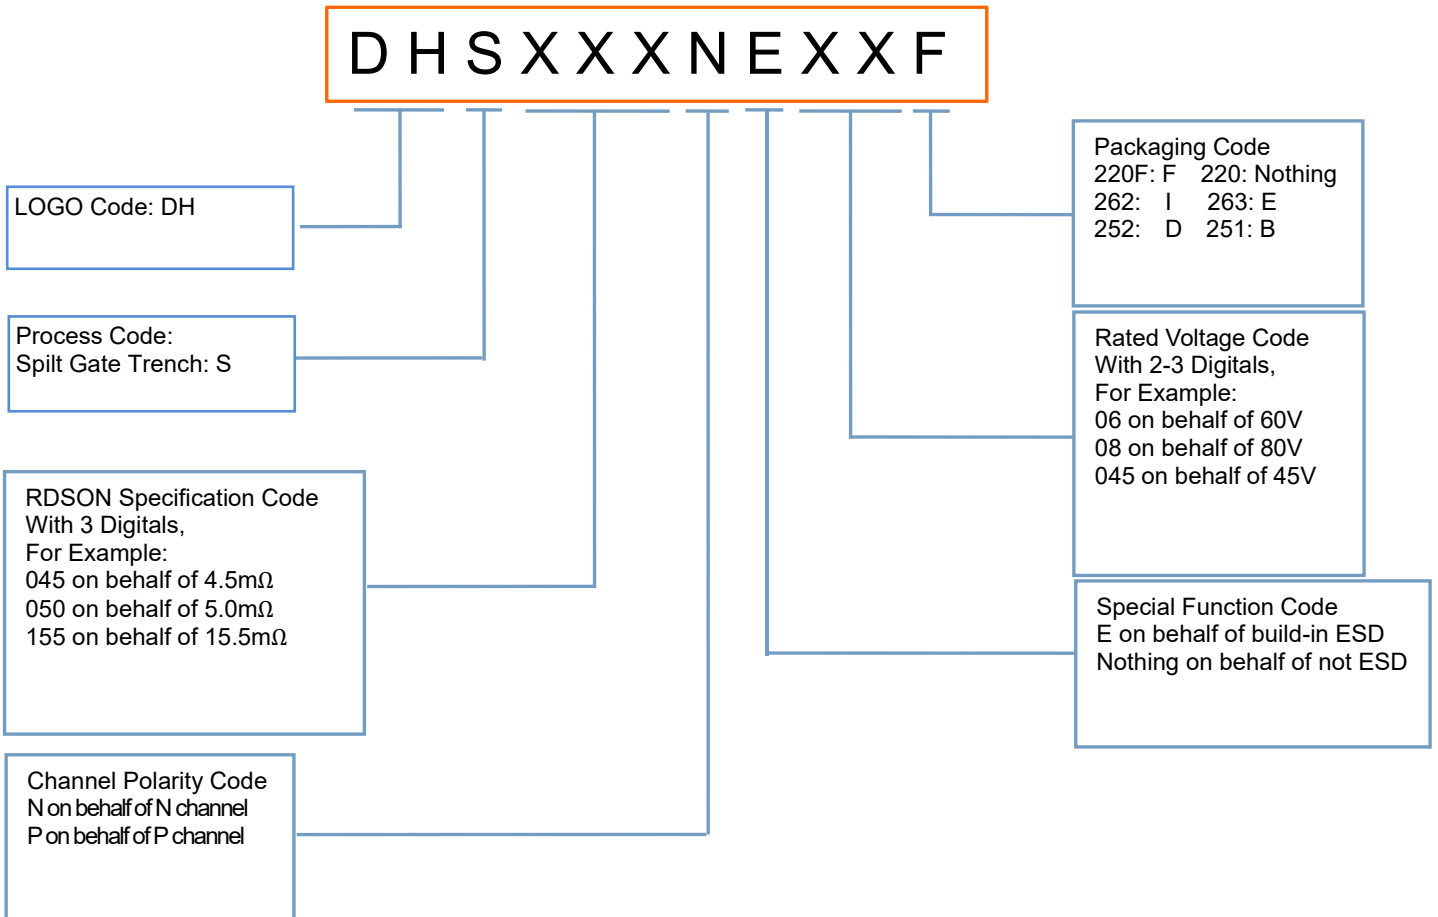 D H S X X X N E X X F
LOGO Code: DH
Process Code:
Spilt Gate Trench: S
RDSON Specification Code
With 3 Digitals,
For Example:
045 on behalf of 4.5mΩ
050 on behalf of 5.0mΩ
155 on behalf of 15.5mΩ
Channel Polarity Code
N on behalf of N channel
P on behalf of P channel
Packaging Code
220F: F 220: Nothing
262: I 263: E
252: D 251: B
Rated Voltage Code
With 2-3 Digitals,
For Example:
06 on behalf of 60V
08 on behalf of 80V
045 on behalf of 45V
Special Function Code
E on behalf of build-in ESD
Nothing on behalf of not ESD